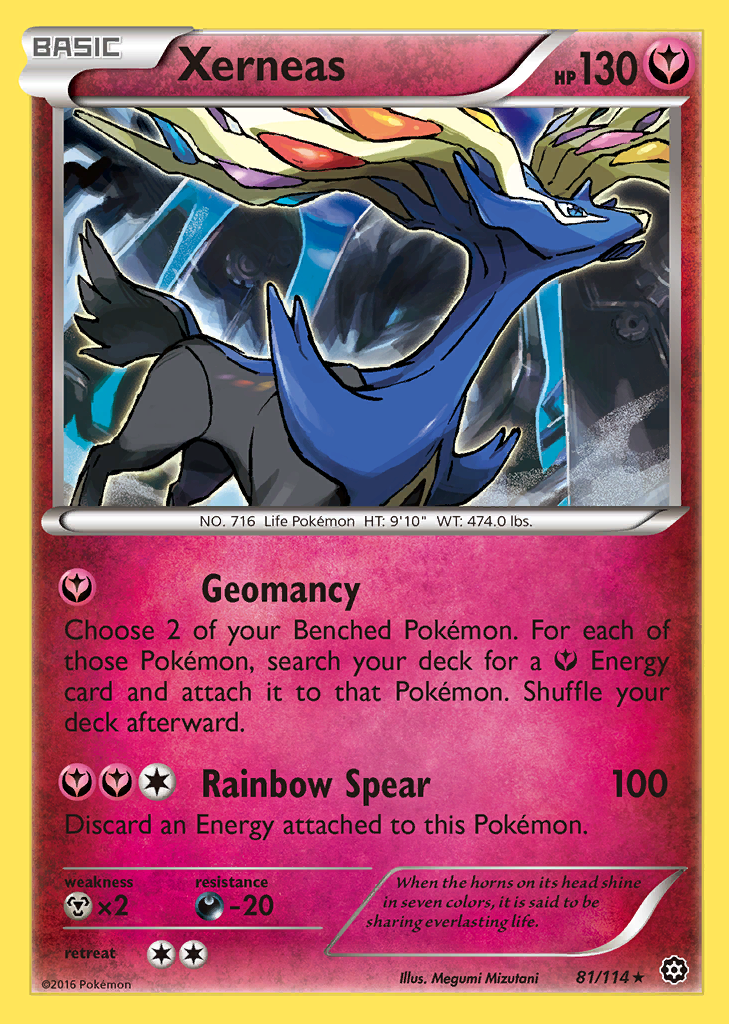 BASIC
Xerneas
HP 130
NO. 716 Life Pokémon HT: 9'10" WT: 474.0 lbs.
Geomancy
Choose 2 of your Benched Pokémon. For each of
those Pokémon, search your deck for a Energy
card and attach it to that Pokémon. Shuffle your
deck afterward.
Rainbow Spear 100
Discard an Energy attached to this Pokémon.
weakness resistance
×2 -20
When the horns on its head shine
in seven colors, it is said to be
sharing everlasting life.
retreat
©2016 Pokémon
Illus. Megumi Mizutani 81/114 ★